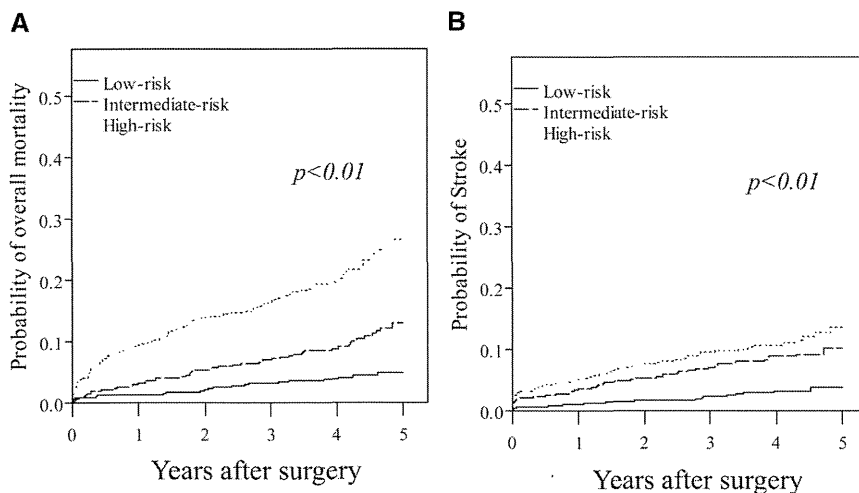 A
Probability of overall mortality
0.5
0.4
0.3
0.2
0.1
0.0
Low-risk
Intermediate-risk
High-risk
p<0.01
0 1 2 3 4 5
Years after surgery
B
Probability of Stroke
0.5
0.4
0.3
0.2
0.1
0.0
Low-risk
Intermediate-risk
High-risk
p<0.01
0 1 2 3 4 5
Years after surgery